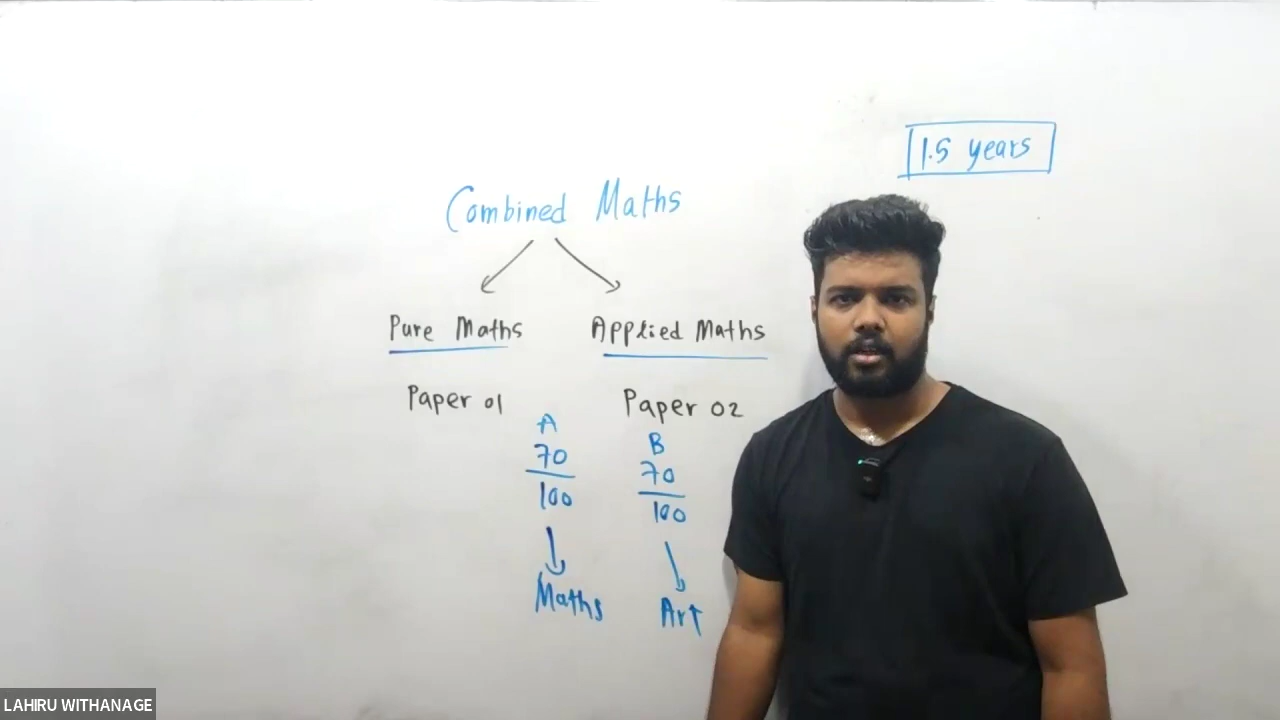 1.5 years
Combined Maths
Pure Maths
Applied Maths
Paper 01
Paper 02
A
70
100
Maths
B
70
100
Art
LAHIRU WITHANAGE